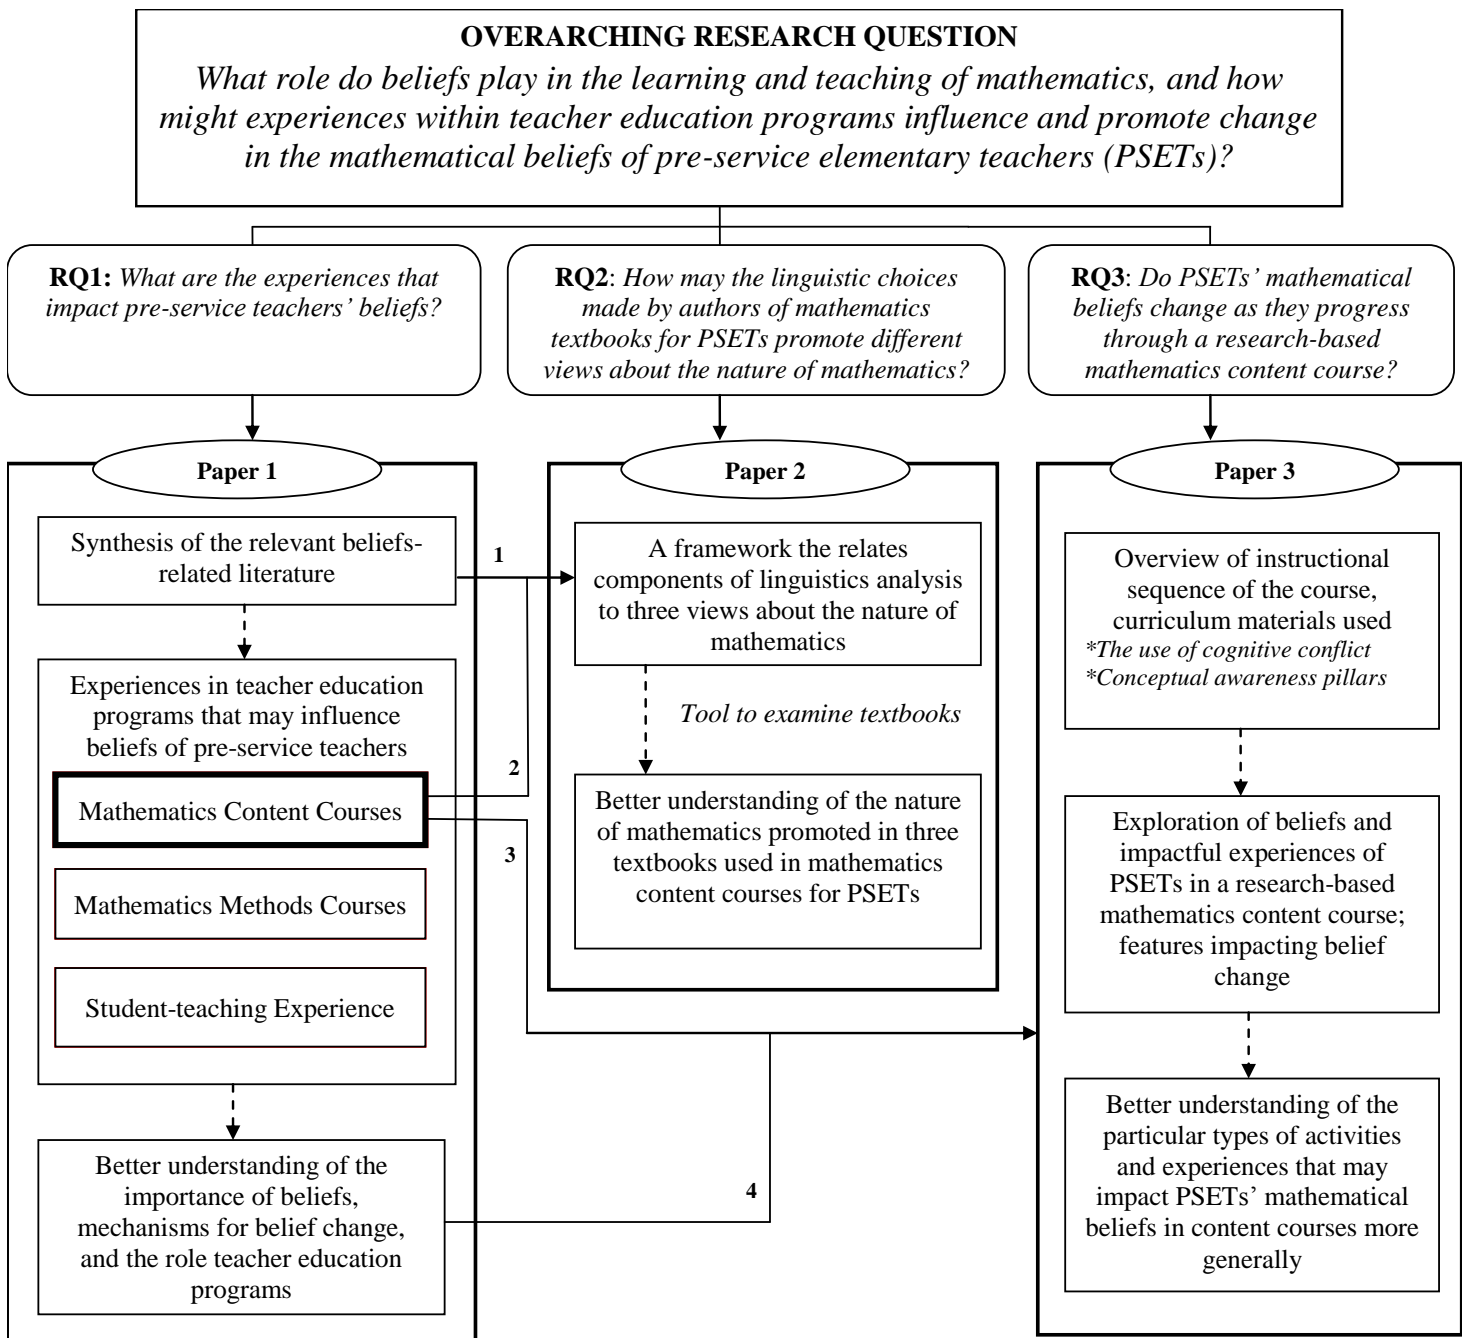 OVERARCHING RESEARCH QUESTION
What role do beliefs play in the learning and teaching of mathematics, and how
might experiences within teacher education programs influence and promote change
in the mathematical beliefs of pre-service elementary teachers (PSETs)?
RQ1: What are the experiences that
impact pre-service teachers’ beliefs?
RQ2: How may the linguistic choices
made by authors of mathematics
textbooks for PSETs promote different
views about the nature of mathematics?
RQ3: Do PSETs’ mathematical
beliefs change as they progress
through a research-based
mathematics content course?
Paper 1
Synthesis of the relevant beliefs-
related literature
Experiences in teacher education
programs that may influence
beliefs of pre-service teachers
Mathematics Content Courses
Mathematics Methods Courses
Student-teaching Experience
Better understanding of the
importance of beliefs,
mechanisms for belief change,
and the role teacher education
programs
1
2
3
4
Paper 2
A framework the relates
components of linguistics analysis
to three views about the nature of
mathematics
Tool to examine textbooks
Better understanding of the nature
of mathematics promoted in three
textbooks used in mathematics
content courses for PSETs
Paper 3
Overview of instructional
sequence of the course,
curriculum materials used
*The use of cognitive conflict
*Conceptual awareness pillars
Exploration of beliefs and
impactful experiences of
PSETs in a research-based
mathematics content course;
features impacting belief
change
Better understanding of the
particular types of activities
and experiences that may
impact PSETs’ mathematical
beliefs in content courses more
generally